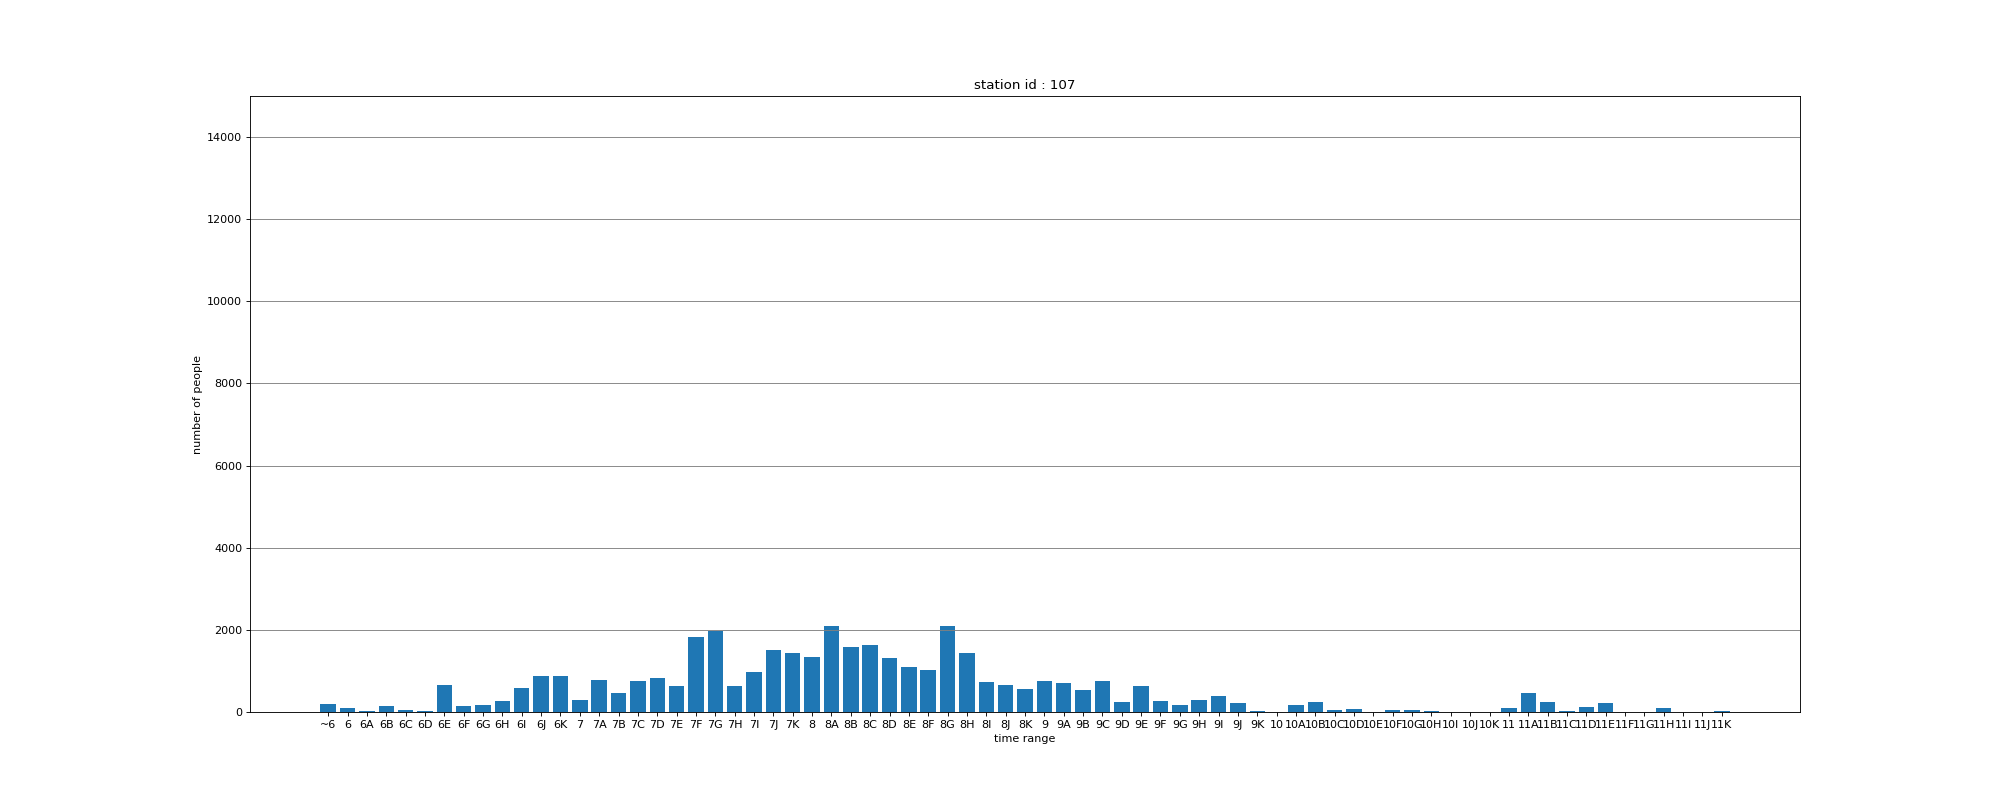 station id : 107
14000
12000
10000
8000
6000
4000
2000
0
number of people
~6 6 6A 6B 6C 6D 6E 6F 6G 6H 6I 6J 6K 7 7A 7B 7C 7D 7E 7F 7G 7H 7I 7J 7K 8 8A 8B 8C 8D 8E 8F 8G 8H 8I 8J 8K 9 9A 9B 9C 9D 9E 9F 9G 9H 9I 9J 9K 10 10A 10B 10C 10D 10E 10F 10G 10H 10I 10J 10K 11 11A 11B 11C 11D 11E 11F 11G 11H 11I 11J 11K
time range